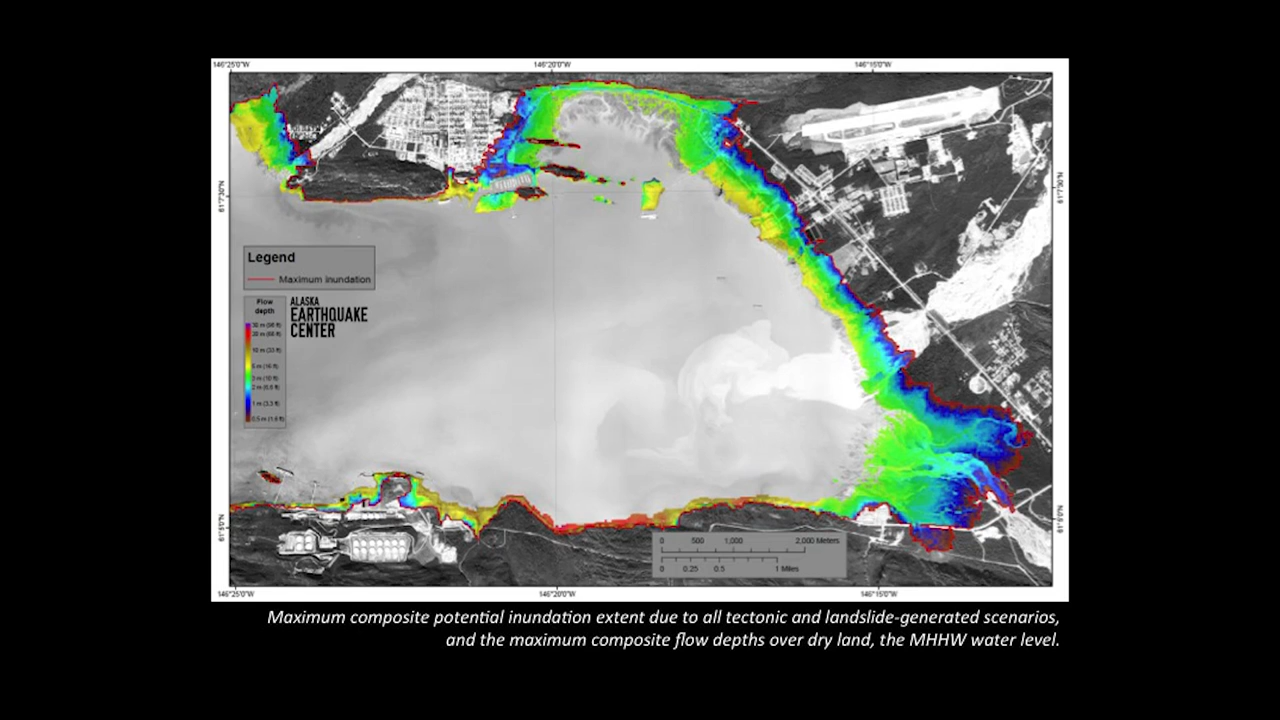 146°25'0"W 146°20'0"W 146°15'0"W
61°7'30"N 61°7'30"N
Legend
Maximum inundation
Flow
depth
ALASKA
EARTHQUAKE
CENTER
30 m (98 ft)
20 m (66 ft)
10 m (33 ft)
5 m (16 ft)
3 m (10 ft)
2 m (6.6 ft)
1 m (3.3 ft)
0.5 m (1.6 ft)
61°5'0"N 61°5'0"N
0 500 1,000 2,000 Meters
0 0.25 0.5 1 Miles
146°25'0"W 146°20'0"W 146°15'0"W
Maximum composite potential inundation extent due to all tectonic and landslide-generated scenarios,
and the maximum composite flow depths over dry land, the MHHW water level.